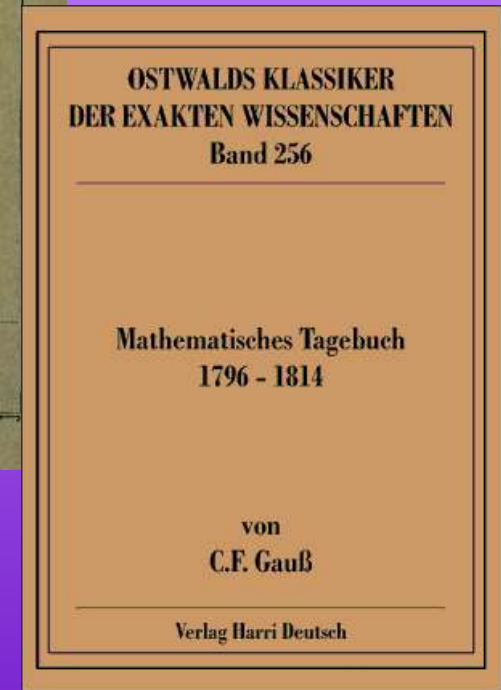 OSTWALDS KLASSIKER
DER EXAKTEN WISSENSCHAFTEN
Band 256
Mathematisches Tagebuch
1796 – 1814
von
C.F. Gauß
Verlag Harri Deutsch